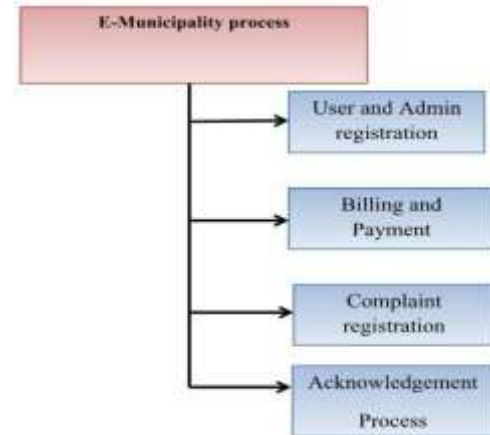 E-Municipality process
User and Admin
registration
Billing and
Payment
Complaint
registration
Acknowledgement
Process